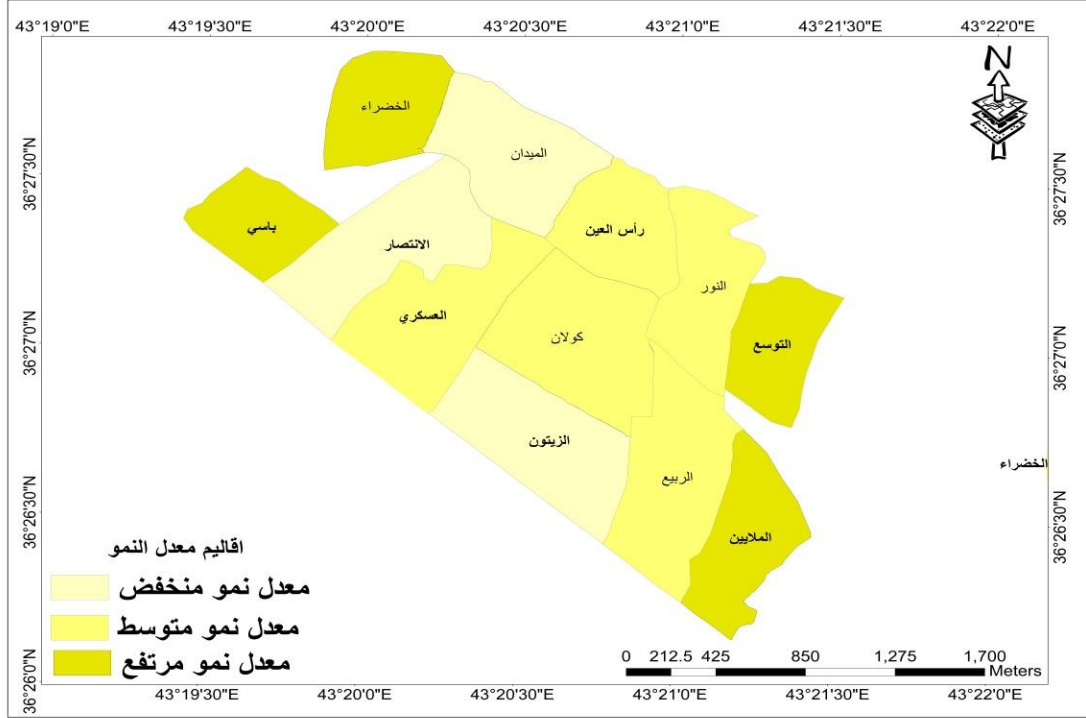 43°19'0"E 43°19'30"E 43°20'0"E 43°20'30"E 43°21'0"E 43°21'30"E 43°22'0"E
N
36°27'30"N
36°27'0"N
36°26'30"N
36°26'0"N
36°27'30"N
36°27'0"N
36°26'30"N
36°26'0"N
الخضراء
الميدان
باسي
الانتصار
رأس العين
النور
العسكري
كولان
التوسع
الزيتون
الربيع
الملايين
الخضراء
اقاليم معدل النمو
معدل نمو منخفض
معدل نمو متوسط
معدل نمو مرتفع
0 212.5 425 850 1,275 1,700
Meters
43°19'30"E 43°20'0"E 43°20'30"E 43°21'0"E 43°21'30"E 43°22'0"E